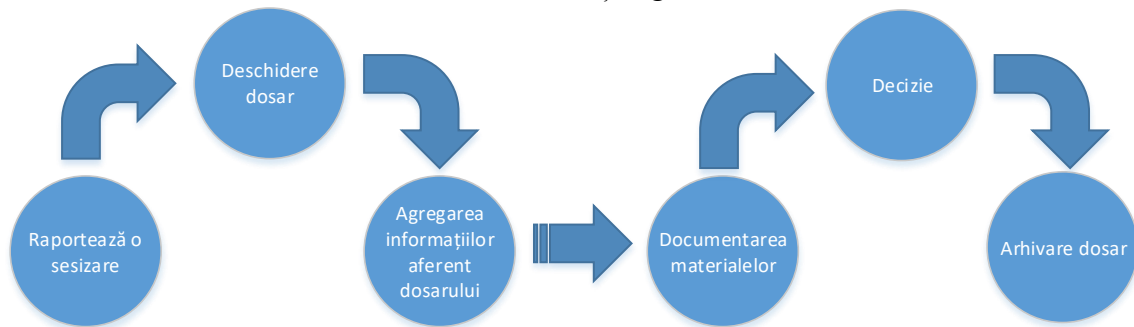 Raportează o
sesizare
Deschidere
dosar
Agregarea
informațiilor
aferent
dosarului
Documentarea
materialelor
Decizie
Arhivare dosar